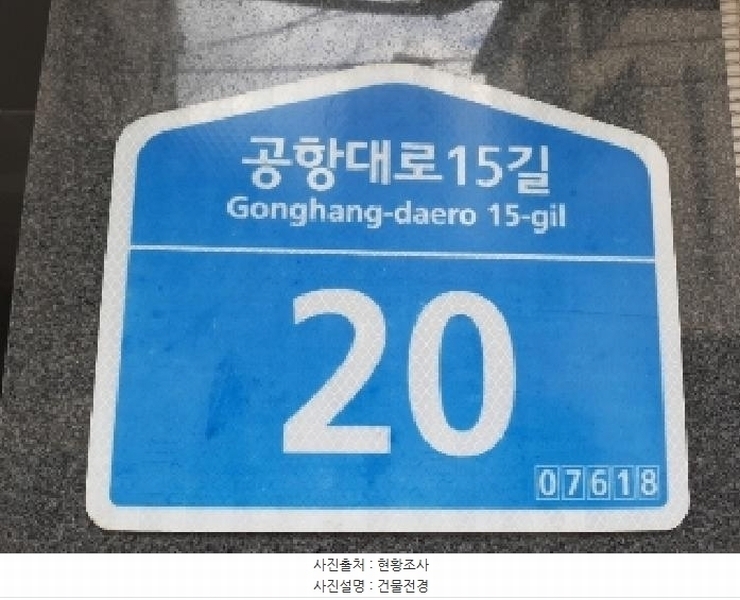 공항대로15길
Gonghang-daero 15-gil
20
07618
사진출처 : 현황조사
사진설명 : 건물전경